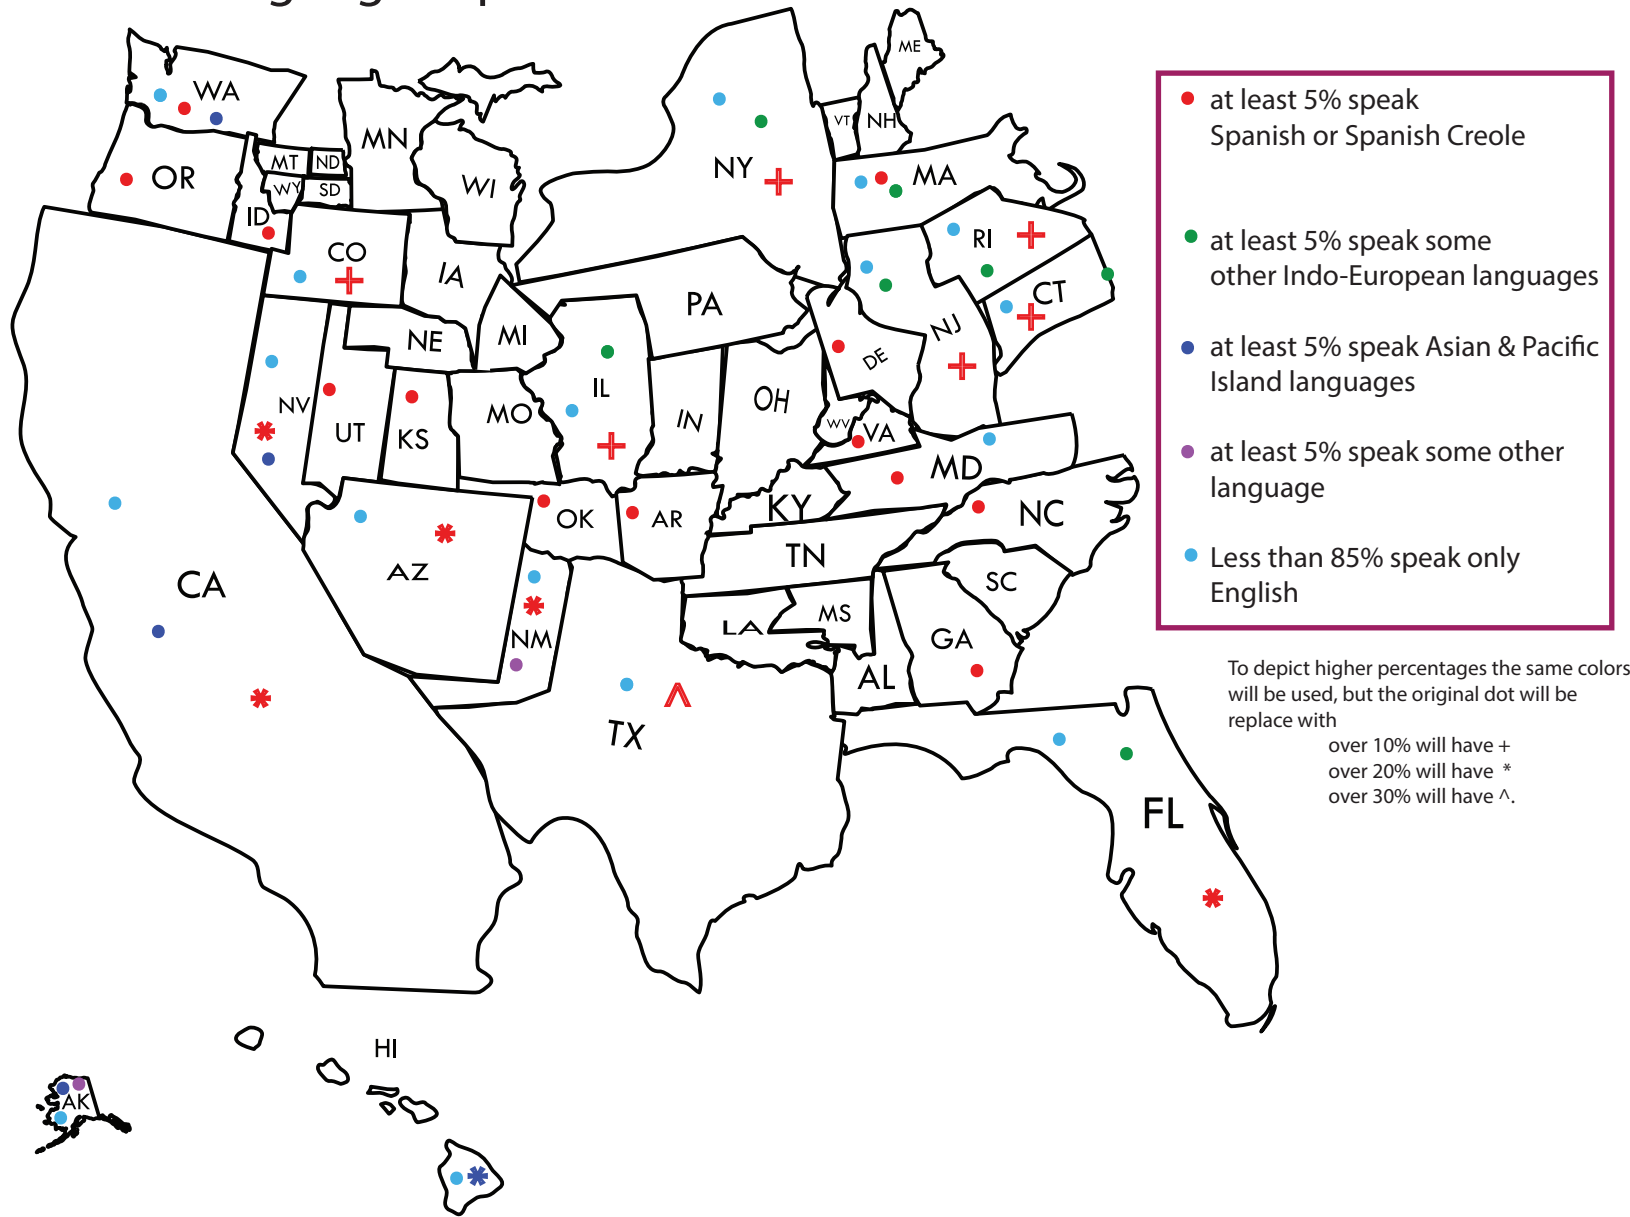 WA
MN
ME
VT
NH
OR
MT
ND
WY
SD
WI
NY
MA
ID
CO
IA
RI
PA
CT
NE
MI
NJ
DE
NV
UT
KS
MO
IL
IN
OH
WV
VA
MD
OK
AR
KY
NC
TN
AZ
CA
NM
LA
MS
SC
GA
AL
TX
FL
HI
AK
at least 5% speak
Spanish or Spanish Creole
at least 5% speak some
other Indo-European languages
at least 5% speak Asian & Pacific
Island languages
at least 5% speak some other
language
Less than 85% speak only
English
To depict higher percentages the same colors
will be used, but the original dot will be
replace with
over 10% will have +
over 20% will have *
over 30% will have ^.